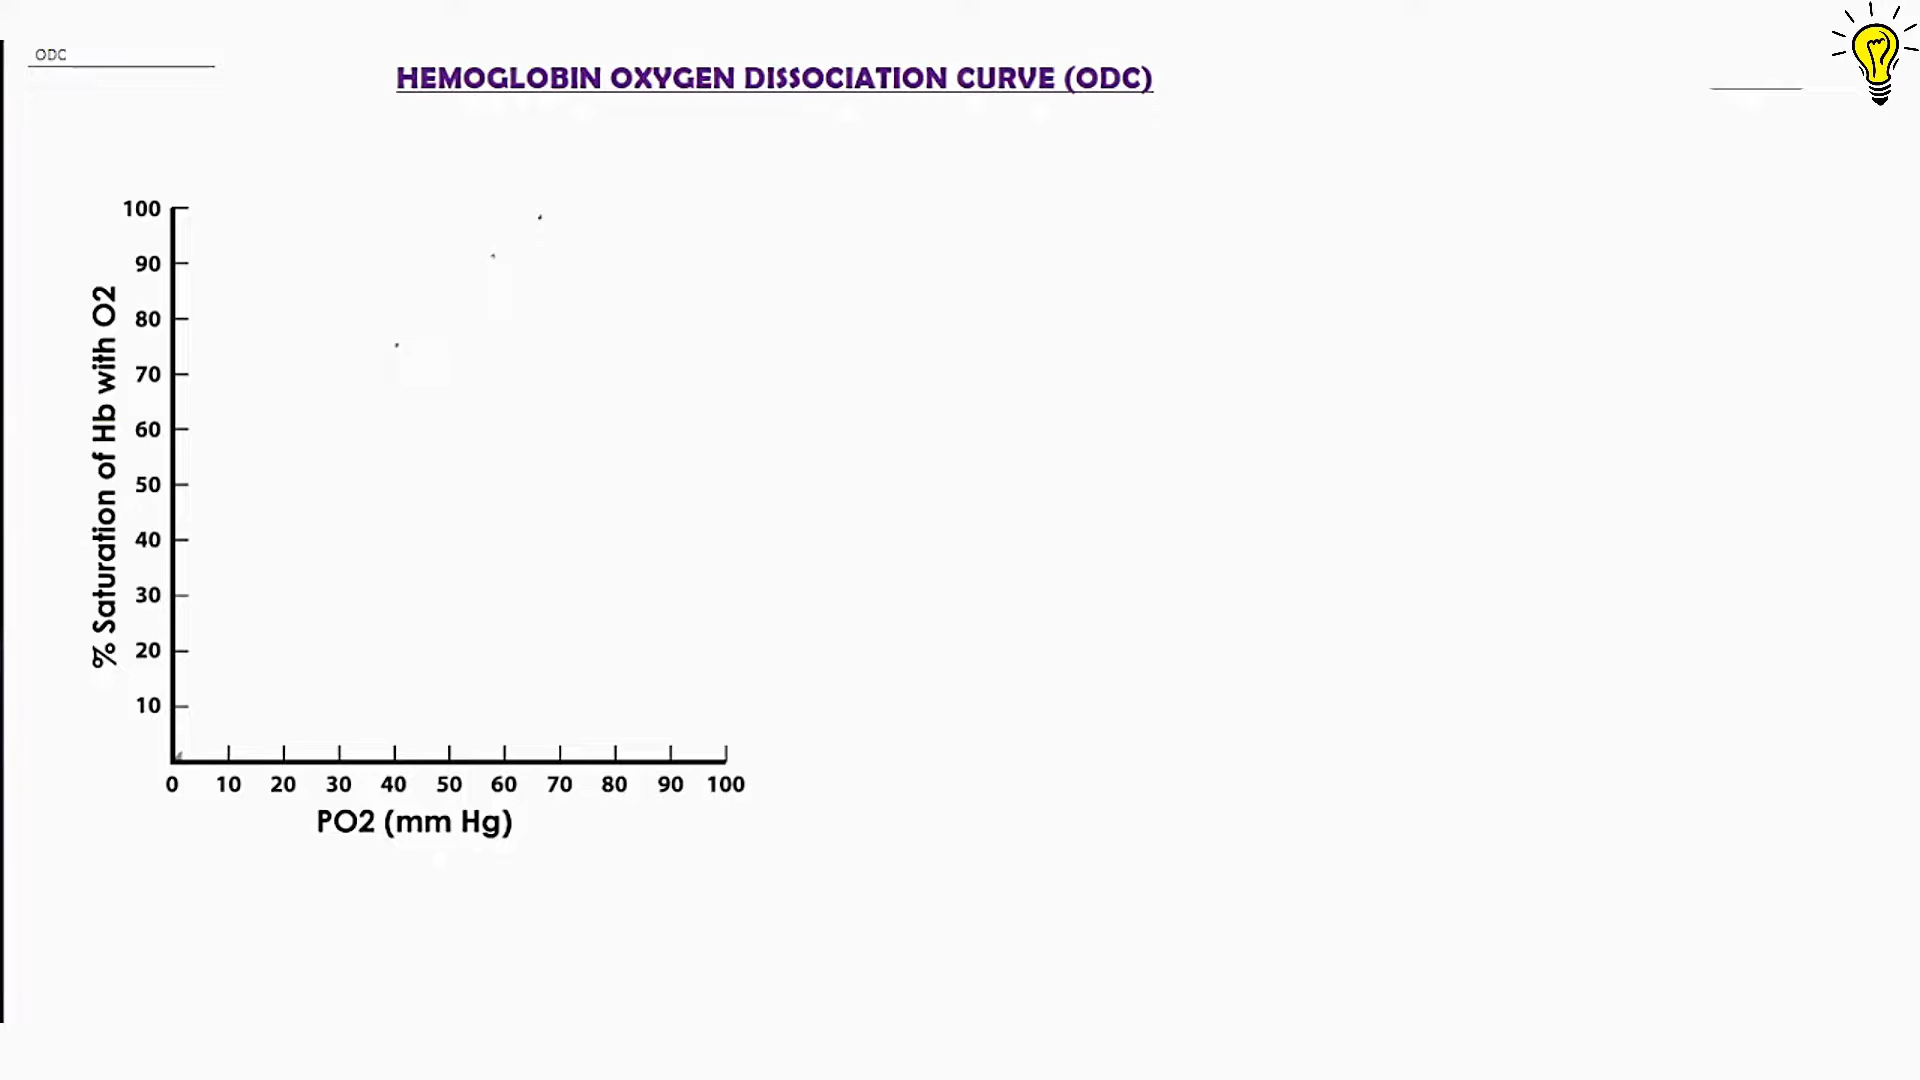 ODC
HEMOGLOBIN OXYGEN DISSOCIATION CURVE (ODC)
% Saturation of Hb with O2
100
90
80
70
60
50
40
30
20
10
0 10 20 30 40 50 60 70 80 90 100
PO2 (mm Hg)